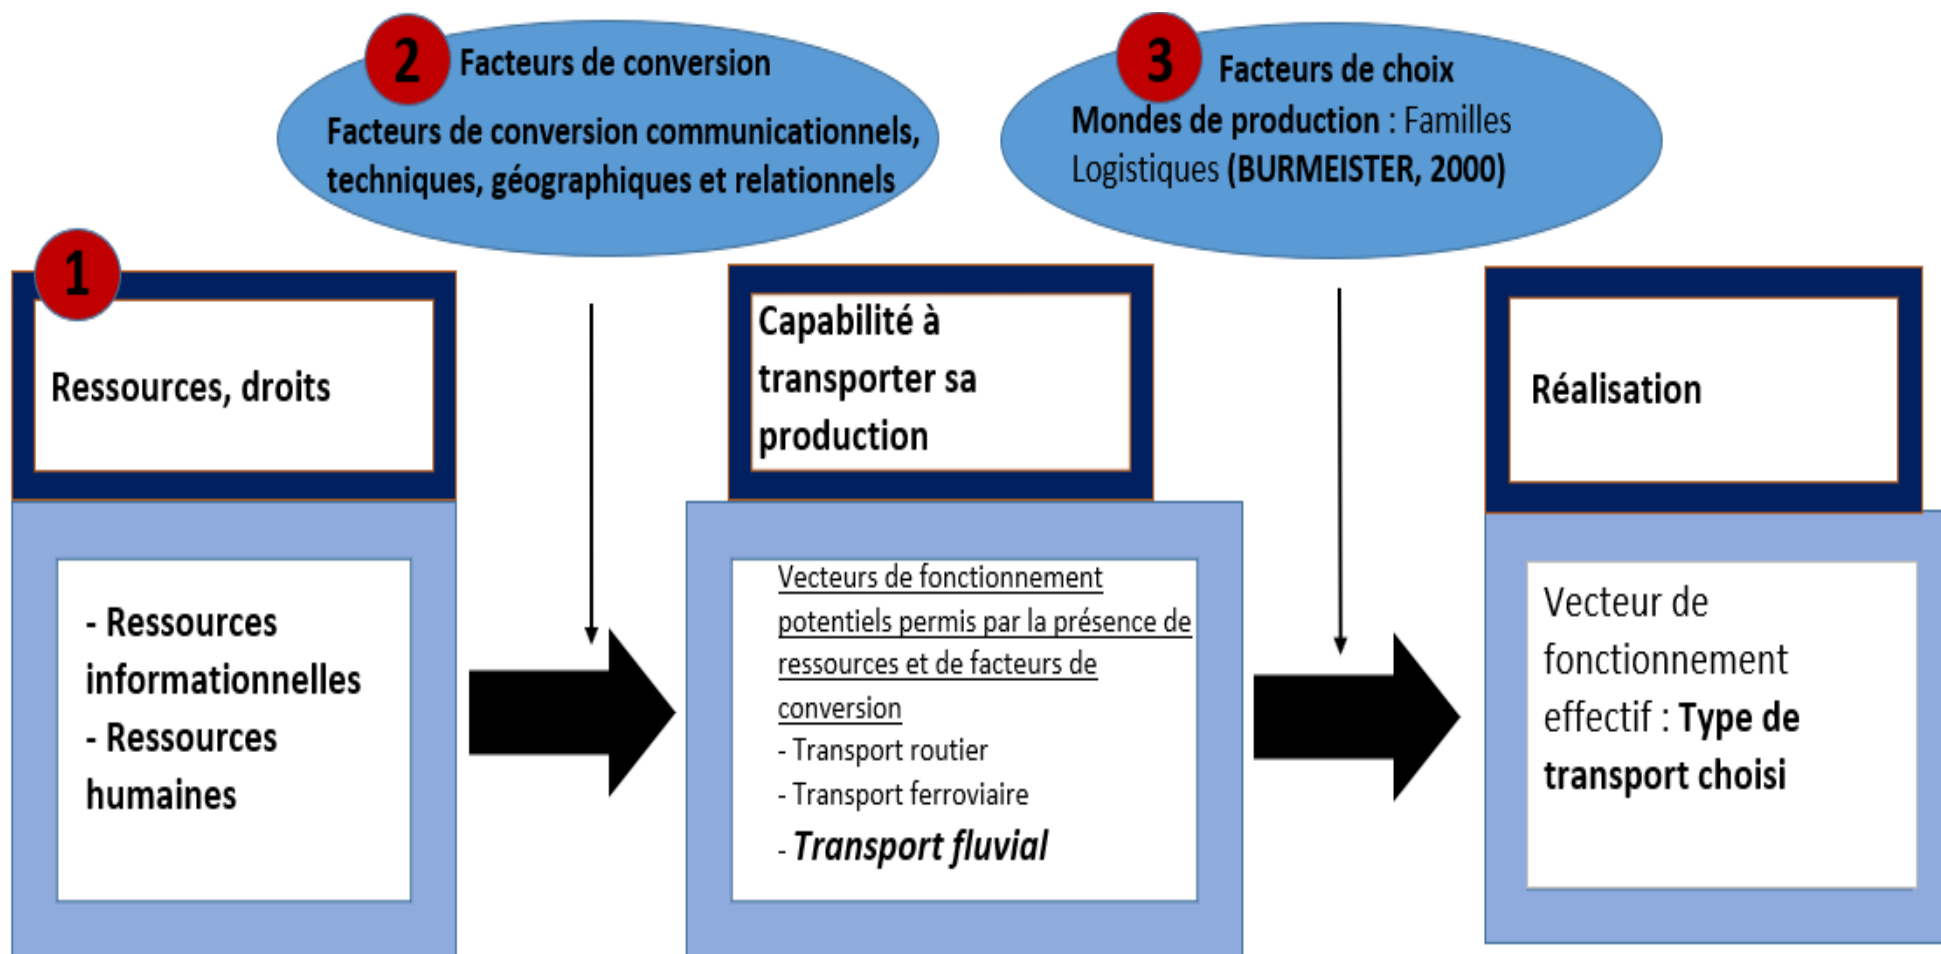 2
Facteurs de conversion
Facteurs de conversion communicationnels,
techniques, géographiques et relationnels
3
Facteurs de choix
Mondes de production : Familles
Logistiques (BURMEISTER, 2000)
1
Ressources, droits
- Ressources
informationnelles
- Ressources
humaines
Capabilité à
transporter sa
production
Vecteurs de fonctionnement
potentiels permis par la présence de
ressources et de facteurs de
conversion
- Transport routier
- Transport ferroviaire
- Transport fluvial
Réalisation
Vecteur de
fonctionnement
effectif : Type de
transport choisi